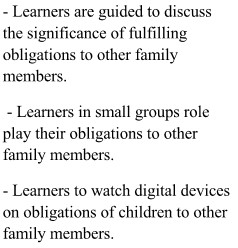 - Learners are guided to discuss
the significance of fulfilling
obligations to other family
members.
- Learners in small groups role
play their obligations to other
family members.
- Learners to watch digital devices
on obligations of children to other
family members.